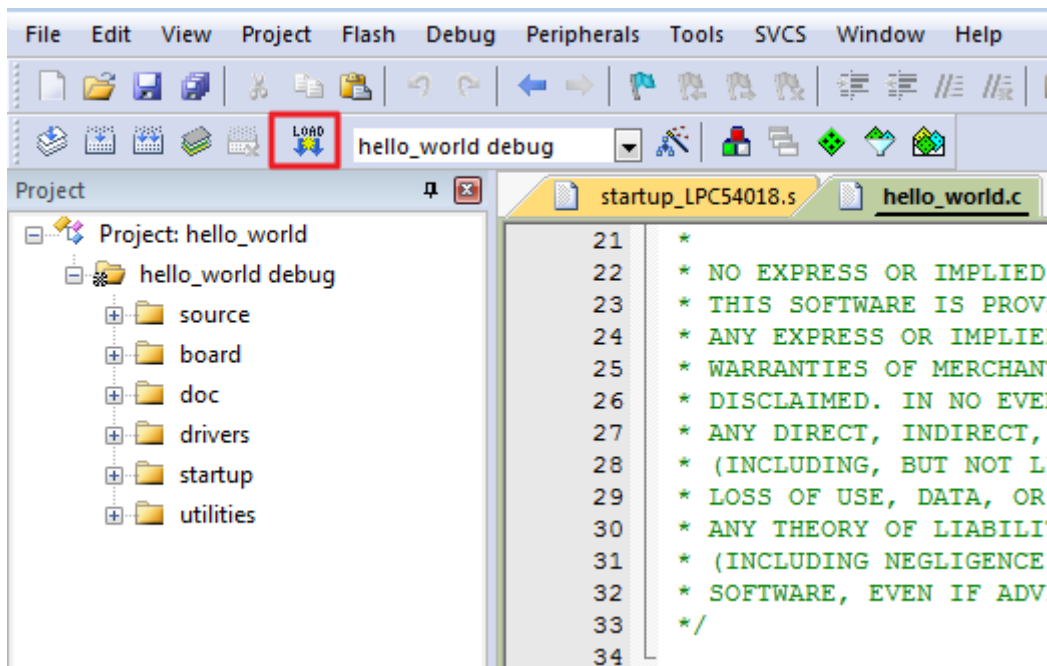 File Edit View Project Flash Debug Peripherals Tools SVCS Window Help
LOAD
hello_world debug
Project
startup_LPC54018.s hello_world.c
Project: hello_world
hello_world debug
source
board
doc
drivers
startup
utilities
21 *
22 * NO EXPRESS OR IMPLIED
23 * THIS SOFTWARE IS PROV
24 * ANY EXPRESS OR IMPLIE
25 * WARRANTIES OF MERCHAN
26 * DISCLAIMED. IN NO EVE
27 * ANY DIRECT, INDIRECT,
28 * (INCLUDING, BUT NOT L
29 * LOSS OF USE, DATA, OR
30 * ANY THEORY OF LIABILI
31 * (INCLUDING NEGLIGENCE
32 * SOFTWARE, EVEN IF ADV
33 */
34